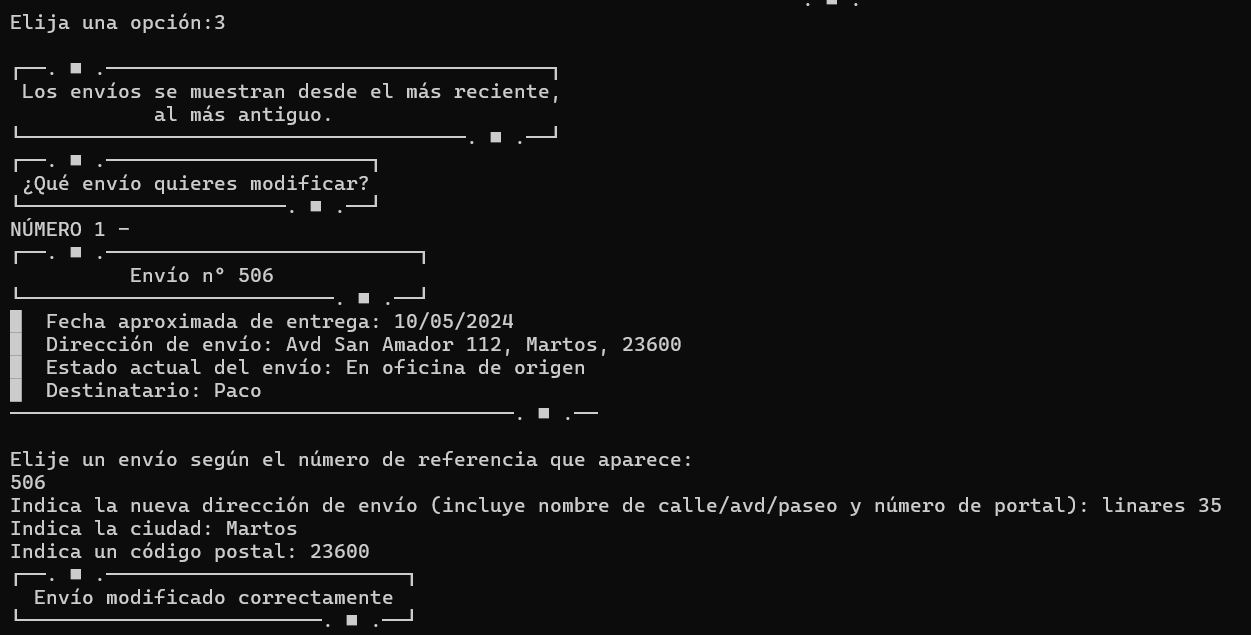 Elija una opción:3
Los envíos se muestran desde el más reciente,
al más antiguo.
¿Qué envío quieres modificar?
NÚMERO 1 −
Envío n° 506
Fecha aproximada de entrega: 10/05/2024
Dirección de envío: Avd San Amador 112, Martos, 23600
Estado actual del envío: En oficina de origen
Destinatario: Paco
Elije un envío según el número de referencia que aparece:
506
Indica la nueva dirección de envío (incluye nombre de calle/avd/paseo y número de portal): linares 35
Indica la ciudad: Martos
Indica un código postal: 23600
Envío modificado correctamente